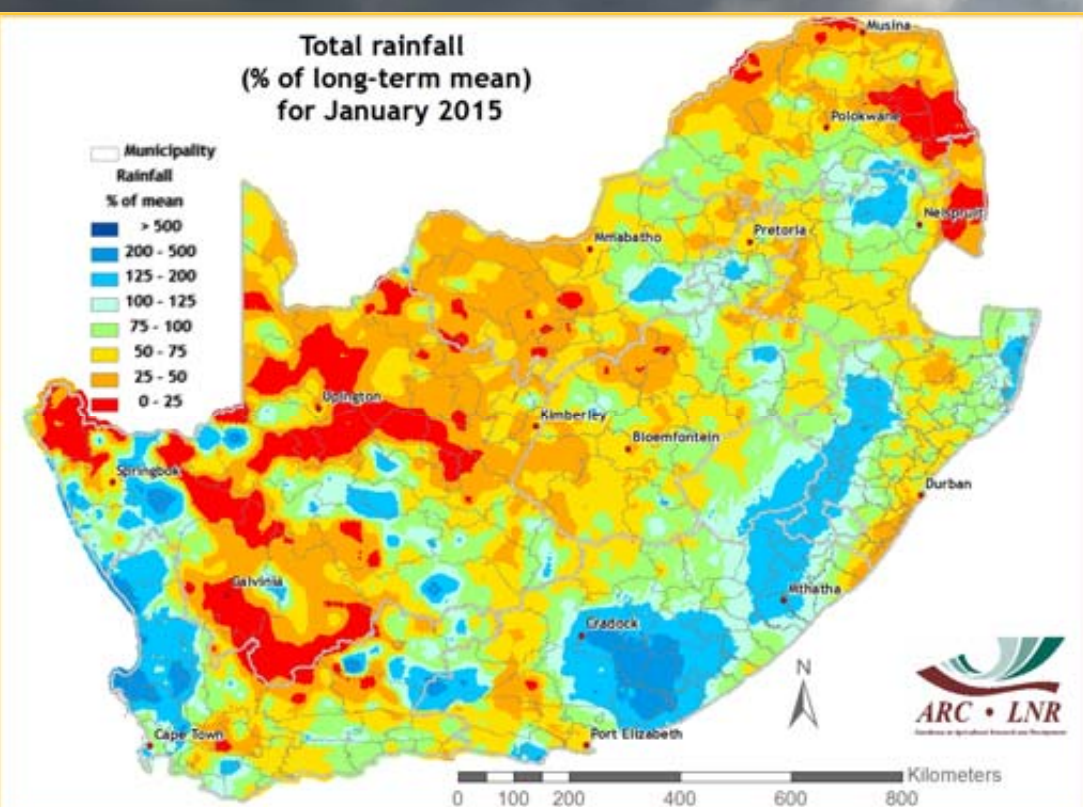 Total rainfall
(% of long-term mean)
for January 2015
Municipality
Rainfall
% of mean
> 500
200 - 500
125 - 200
100 - 125
75 - 100
50 - 75
25 - 50
0 - 25
Musina
Polokwane
Nelspruit
Mmabatho
Pretoria
Upington
Kimberley
Bloemfontein
Springbok
Durban
Calvinia
Mthatha
Cradock
N
Cape Town
Port Elizabeth
ARC • LNR
Kilometers
0 100 200 400 600 800